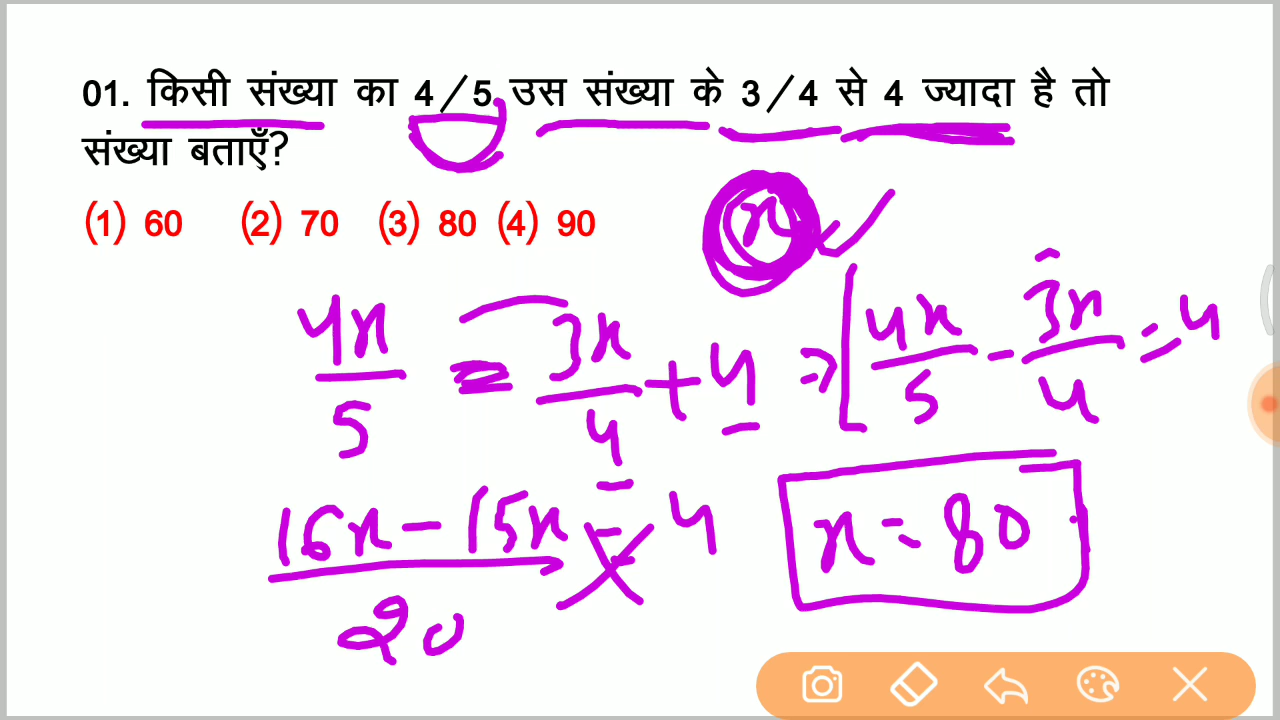 01. किसी संख्या का 4/5 उस संख्या के 3/4 से 4 ज्यादा है तो
संख्या बताएँ?
(1) 60 (2) 70 (3) 80 (4) 90
x
4x/5 = 3x/4 + 4 ⇒ 4x/5 - 3x/4 = 4
16x - 15x/20 = 4
x = 80